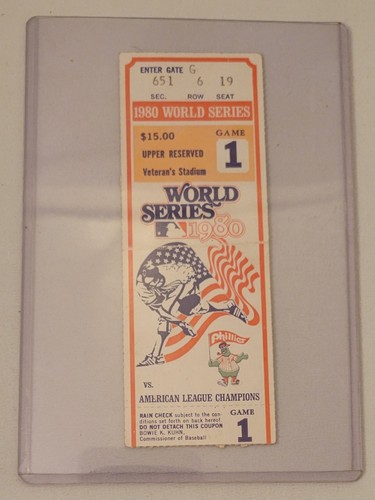 ENTER GATE G
651 6 19
SEC. ROW SEAT
1980 WORLD SERIES
$15.00
UPPER RESERVED
Veteran's Stadium
GAME
1
WORLD
SERIES
1980
Phillies
VS.
AMERICAN LEAGUE CHAMPIONS
RAIN CHECK subject to the con-
ditions set forth on back hereof.
DO NOT DETACH THIS COUPON
BOWIE K. KUHN,
Commissioner of Baseball
GAME
1